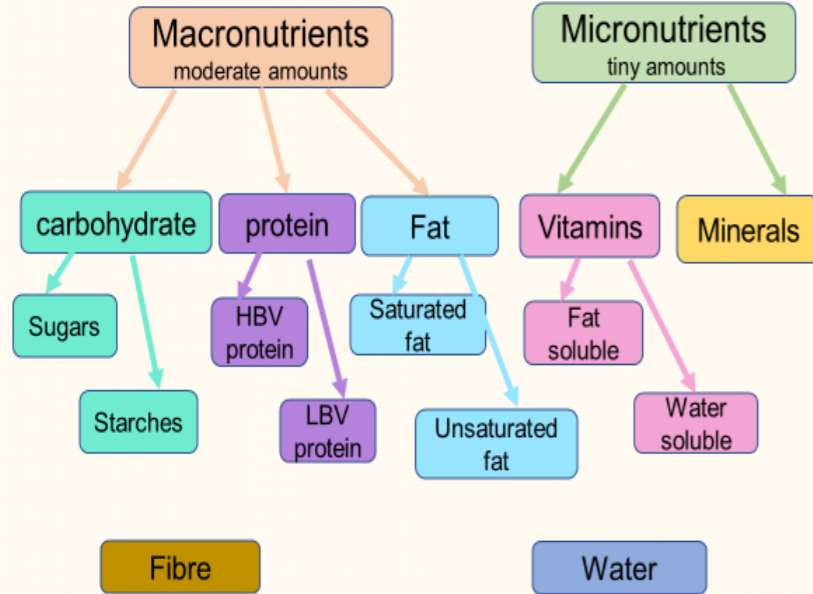 Macronutrients
moderate amounts
Micronutrients
tiny amounts
carbohydrate
protein
Fat
Vitamins
Minerals
Sugars
HBV
protein
Saturated
fat
Fat
soluble
Starches
LBV
protein
Unsaturated
fat
Water
soluble
Fibre
Water